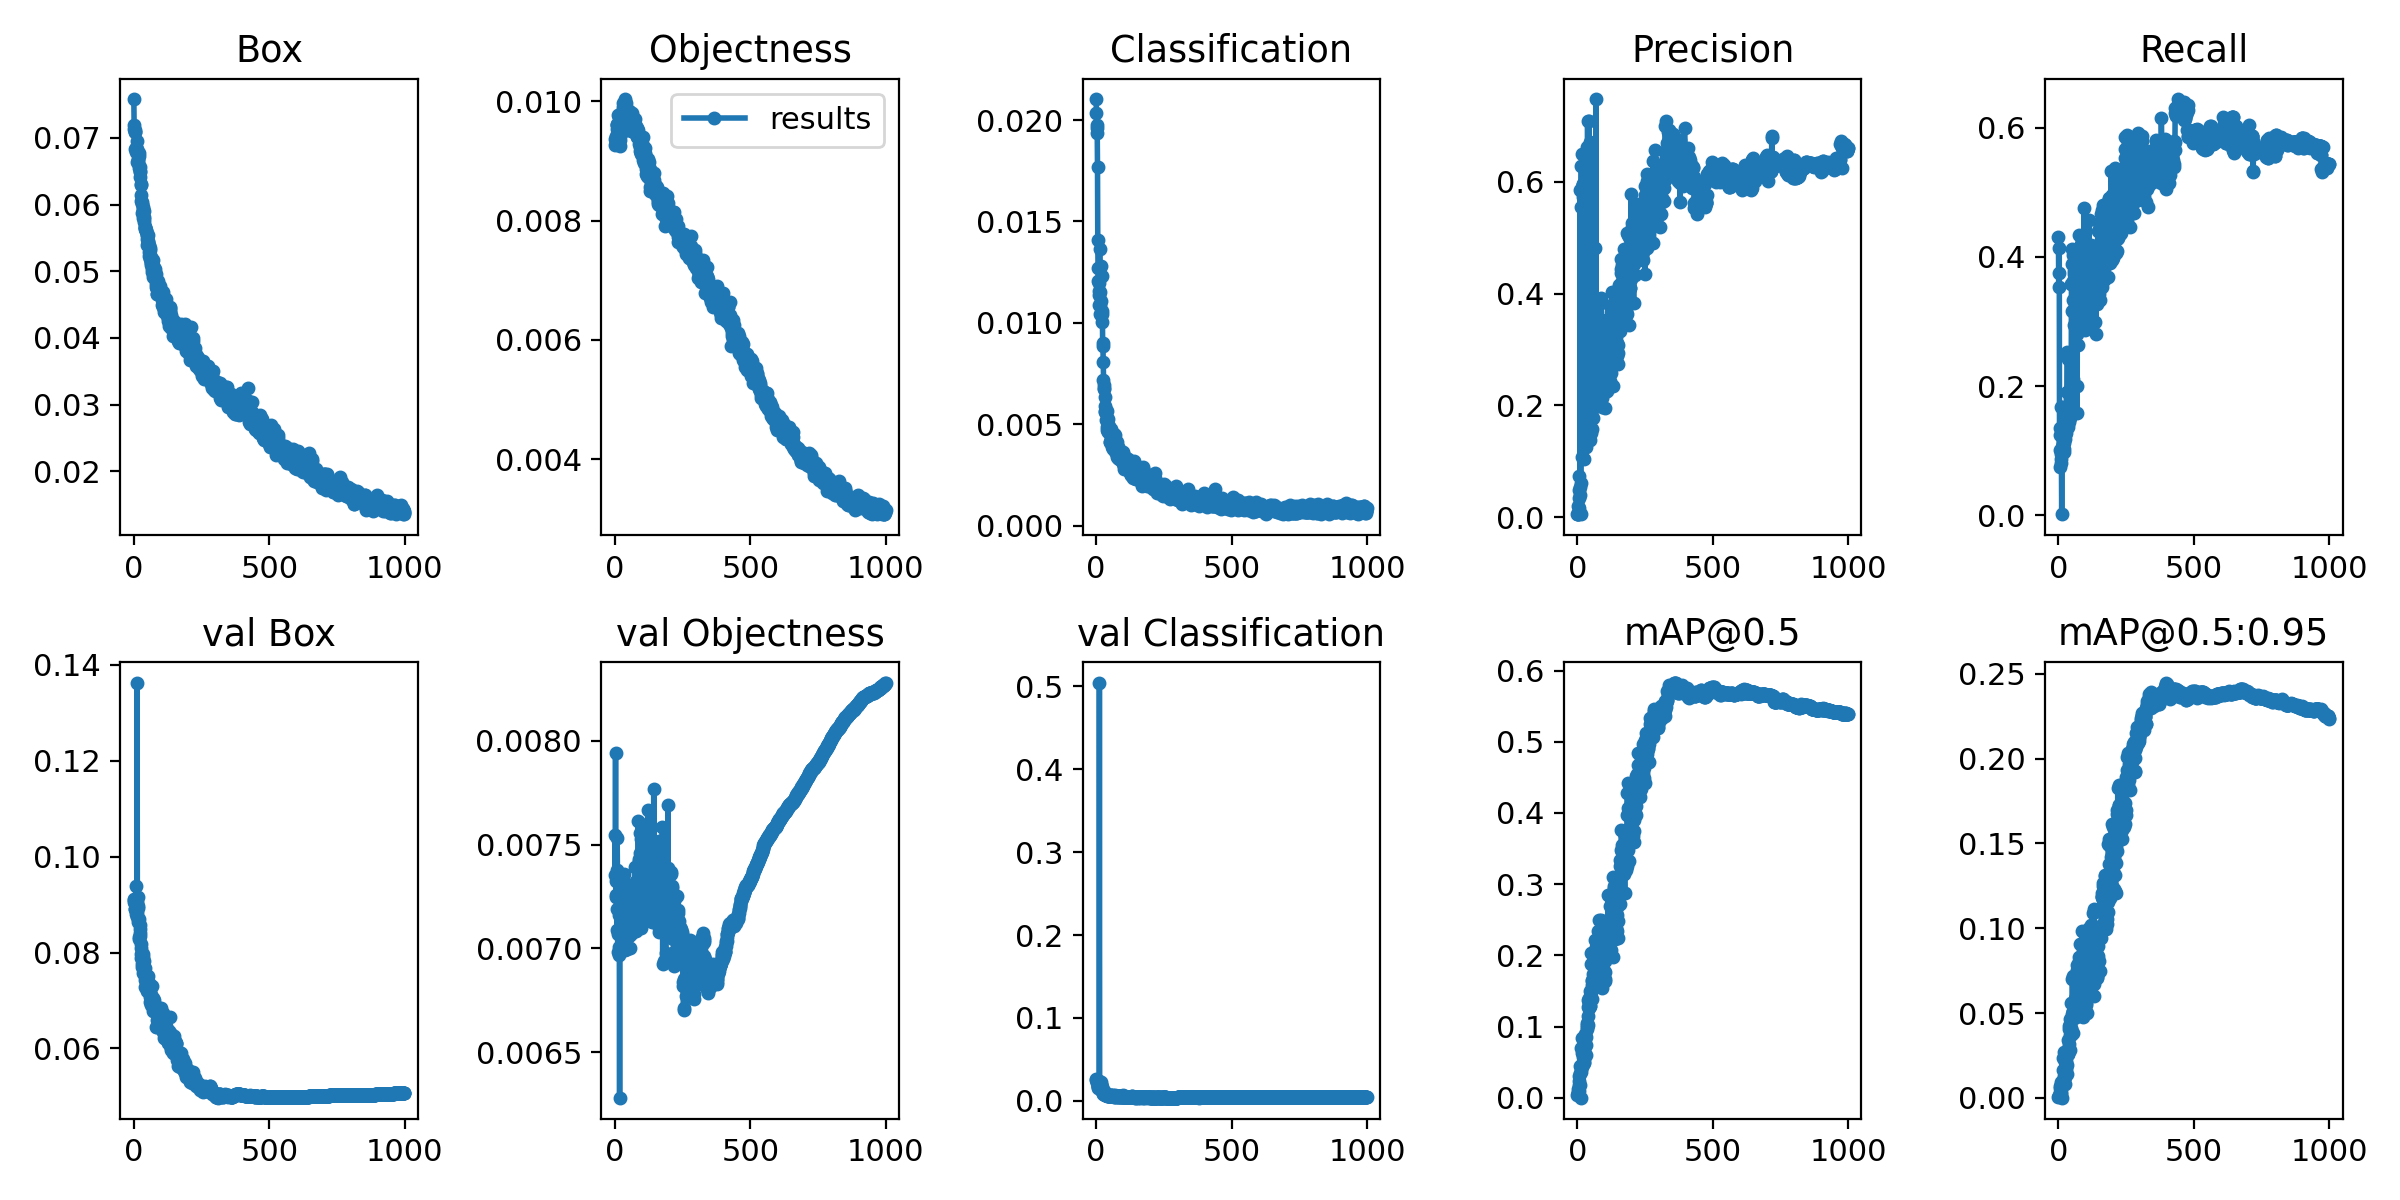 Box
0.07
0.06
0.05
0.04
0.03
0.02
0 500 1000
Objectness
results
0.010
0.008
0.006
0.004
0 500 1000
Classification
0.020
0.015
0.010
0.005
0.000
0 500 1000
Precision
0.6
0.4
0.2
0.0
0 500 1000
Recall
0.6
0.4
0.2
0.0
0 500 1000
val Box
0.14
0.12
0.10
0.08
0.06
0 500 1000
val Objectness
0.0080
0.0075
0.0070
0.0065
0 500 1000
val Classification
0.5
0.4
0.3
0.2
0.1
0.0
0 500 1000
mAP@0.5
0.6
0.5
0.4
0.3
0.2
0.1
0.0
0 500 1000
mAP@0.5:0.95
0.25
0.20
0.15
0.10
0.05
0.00
0 500 1000